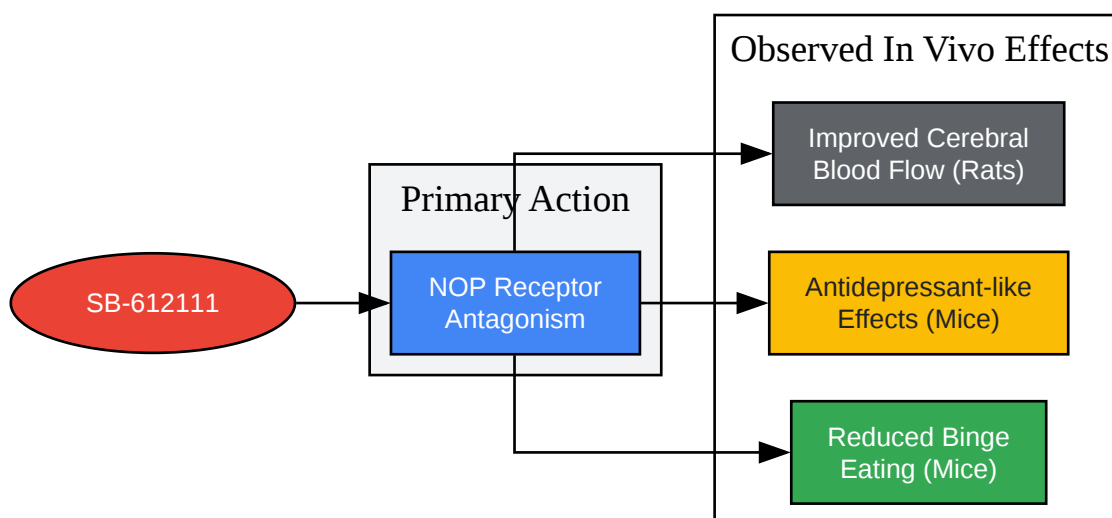 Observed In Vivo Effects
Improved Cerebral
Blood Flow (Rats)
Primary Action
SB-612111
NOP Receptor
Antagonism
Antidepressant-like
Effects (Mice)
Reduced Binge
Eating (Mice)